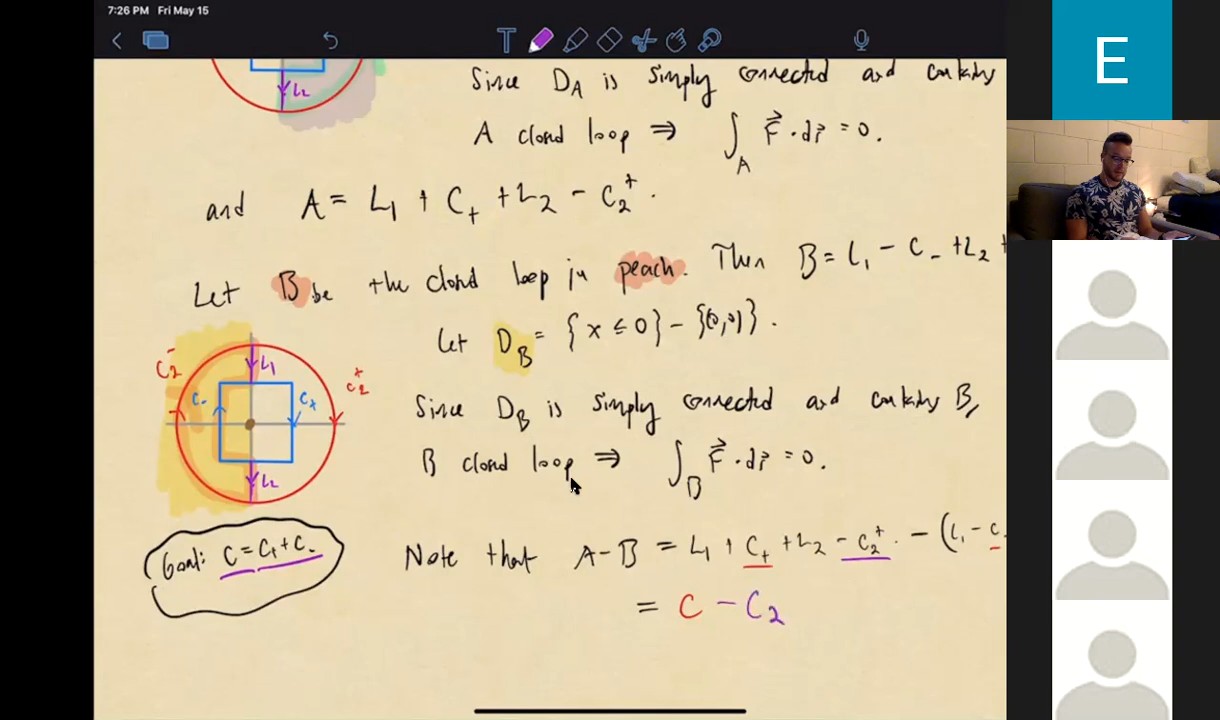 7:26 PM Fri May 15
E
L₂
Since D_A is simply connected and contains
A closed loop ⇒ ∫_A F⃗ · dr⃗ = 0.
and A = L₁ + C₊ + L₂ − C₂⁺.
Let B be the closed loop in peach. Then B = L₁ − C₋ + L₂ +
Let D_B = {x ≤ 0} − {(0,0)}.
C₂⁻ L₁ C₂⁺
C₋ C₊
L₂
Since D_B is simply connected and contains B,
B closed loop ⇒ ∫_B F⃗ · dr⃗ = 0.
Goal: C = C₊ + C₋
Note that A − B = L₁ + C₊ + L₂ − C₂⁺ − (L₁ − C
= C − C₂